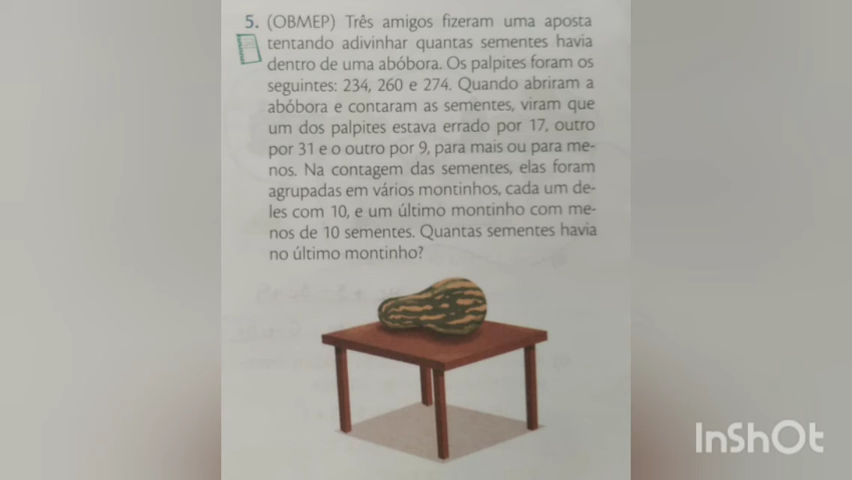 5. (OBMEP) Três amigos fizeram uma aposta
tentando adivinhar quantas sementes havia
dentro de uma abóbora. Os palpites foram os
seguintes: 234, 260 e 274. Quando abriram a
abóbora e contaram as sementes, viram que
um dos palpites estava errado por 17, outro
por 31 e o outro por 9, para mais ou para me-
nos. Na contagem das sementes, elas foram
agrupadas em vários montinhos, cada um de-
les com 10, e um último montinho com me-
nos de 10 sementes. Quantas sementes havia
no último montinho?
InShOt